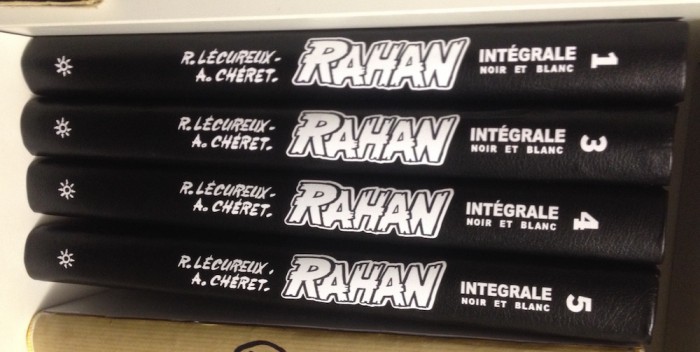 R. LÉCUREUX -
A. CHÉRET.
RAHAN
INTÉGRALE
NOIR ET BLANC
1
R. LÉCUREUX -
A. CHÉRET.
RAHAN
INTÉGRALE
NOIR ET BLANC
3
R. LÉCUREUX -
A. CHÉRET.
RAHAN
INTÉGRALE
NOIR ET BLANC
4
R. LÉCUREUX -
A. CHÉRET.
RAHAN
INTEGRALE
NOIR ET BLANC
5